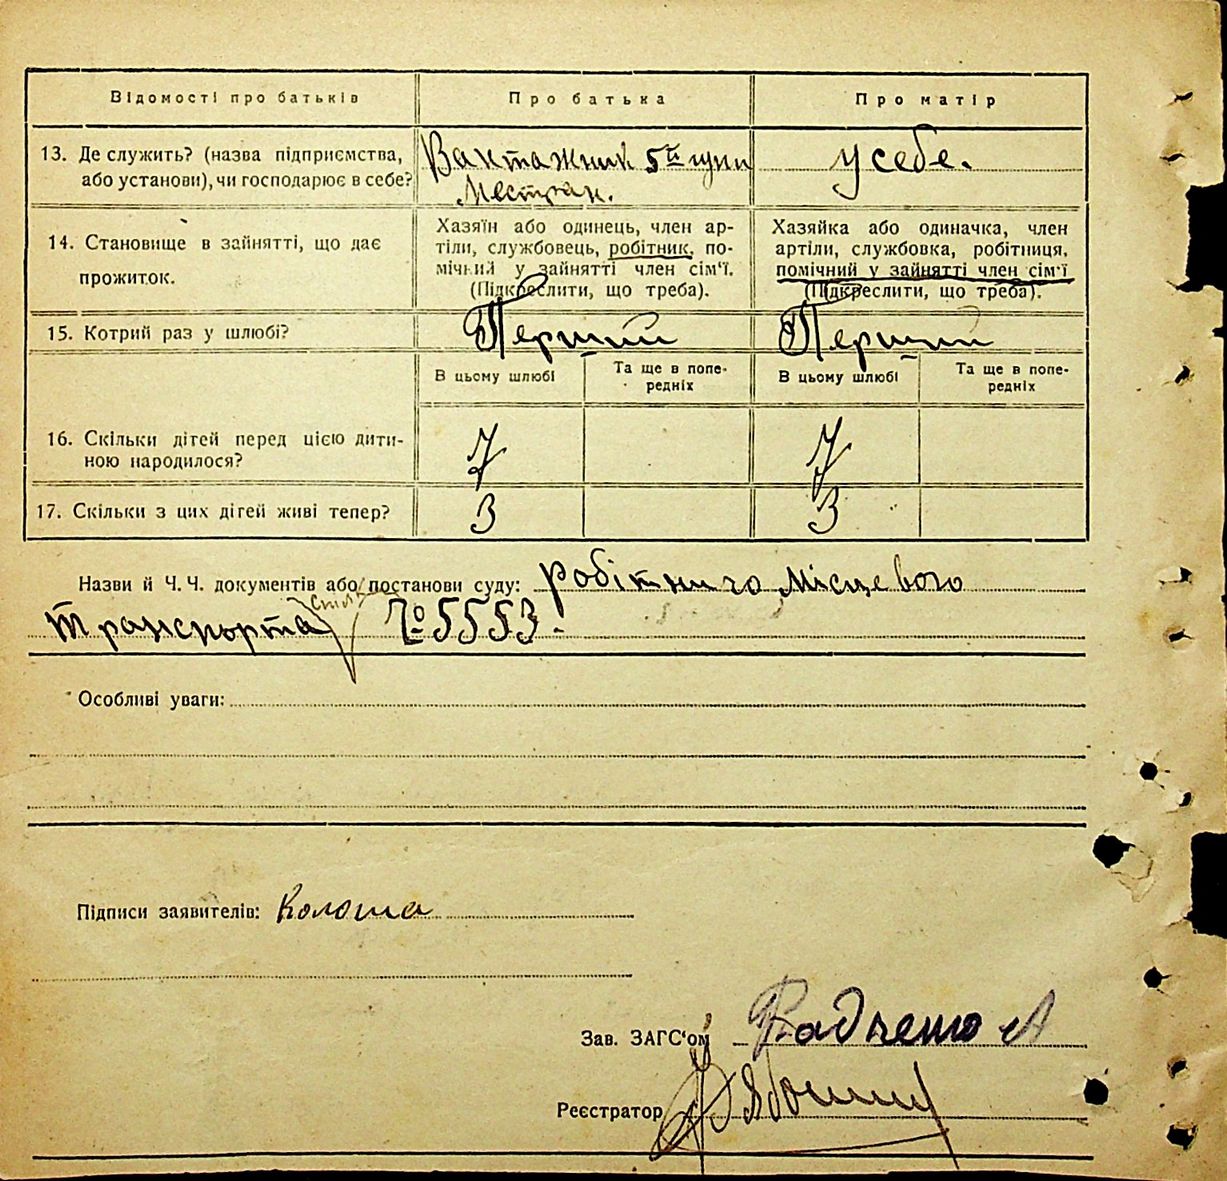 Відомості про батьків
Про батька
Про матір
13. Де служить? (назва підприємства,
або установи), чи господарює в себе?
Вантажник 5ти
Местран.
у себе.
14. Становище в зайнятті, що дає
прожиток.
Хазяїн або одинець, член ар-
тіли, службовець, робітник, по-
мічний у зайнятті член сім'ї.
(Підкреслити, що треба).
Хазяйка або одиначка, член
артіли, службовка, робітниця,
помічний у зайнятті член сім'ї
(Підкреслити, що треба).
15. Котрий раз у шлюбі?
Перший
Перший
В цьому шлюбі
Та ще в попе-
редніх
В цьому шлюбі
Та ще в попе-
редніх
16. Скільки дітей перед цією дити-
ною народилося?
7
7
17. Скільки з цих дітей живі тепер?
3
3
Назви й Ч. Ч. документів або постанови суду: робітничо місцевого
транспорта № 5553.
Особливі уваги:
Підписи заявителів: Колоша
Зав. ЗАГС'ом Радченко А
Реєстратор